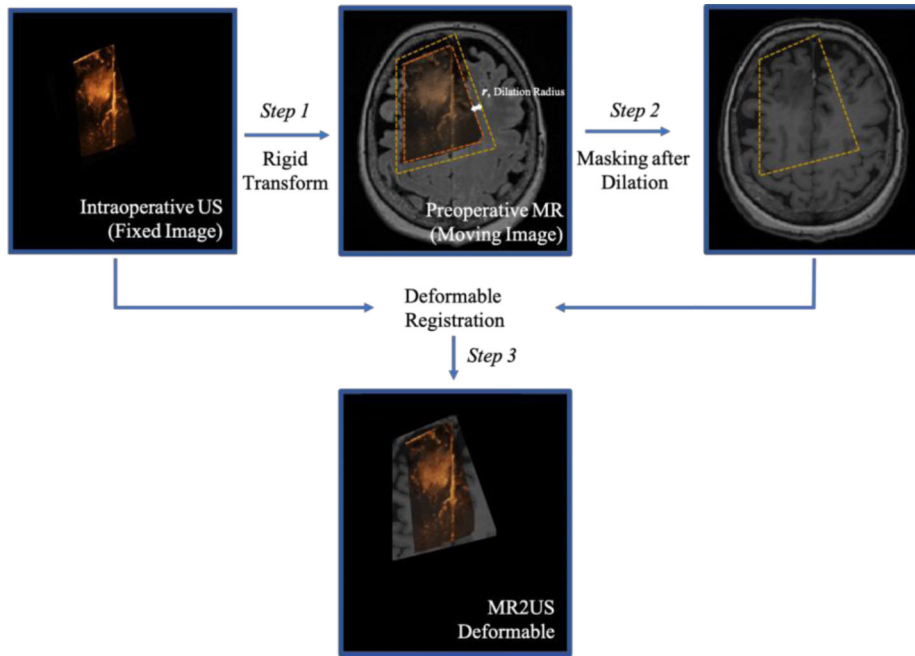 Intraoperative US
(Fixed Image)
Step 1
Rigid
Transform
r, Dilation Radius
Preoperative MR
(Moving Image)
Step 2
Masking after
Dilation
Deformable
Registration
Step 3
MR2US
Deformable